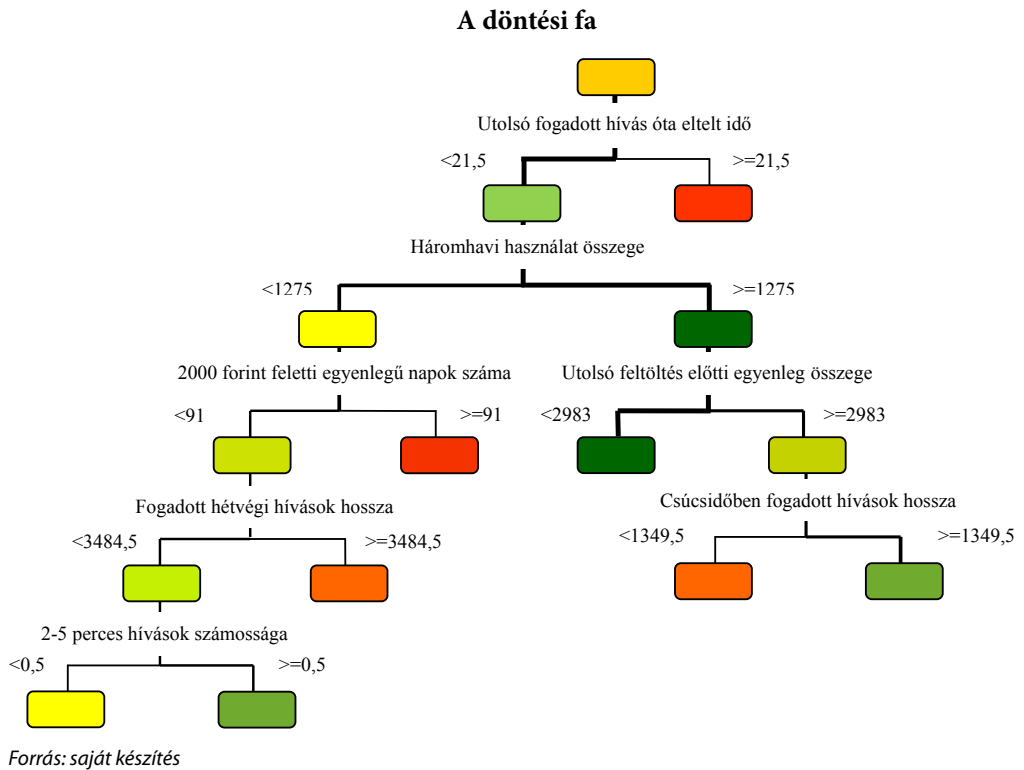 A döntési fa
Utolsó fogadott hívás óta eltelt idő
<21,5
>=21,5
Háromhavi használat összege
<1275
>=1275
2000 forint feletti egyenlegű napok száma
Utolsó feltöltés előtti egyenleg összege
<91
>=91
<2983
>=2983
Fogadott hétvégi hívások hossza
Csúcsidőben fogadott hívások hossza
<3484,5
>=3484,5
<1349,5
>=1349,5
2-5 perces hívások számossága
<0,5
>=0,5
Forrás: saját készítés